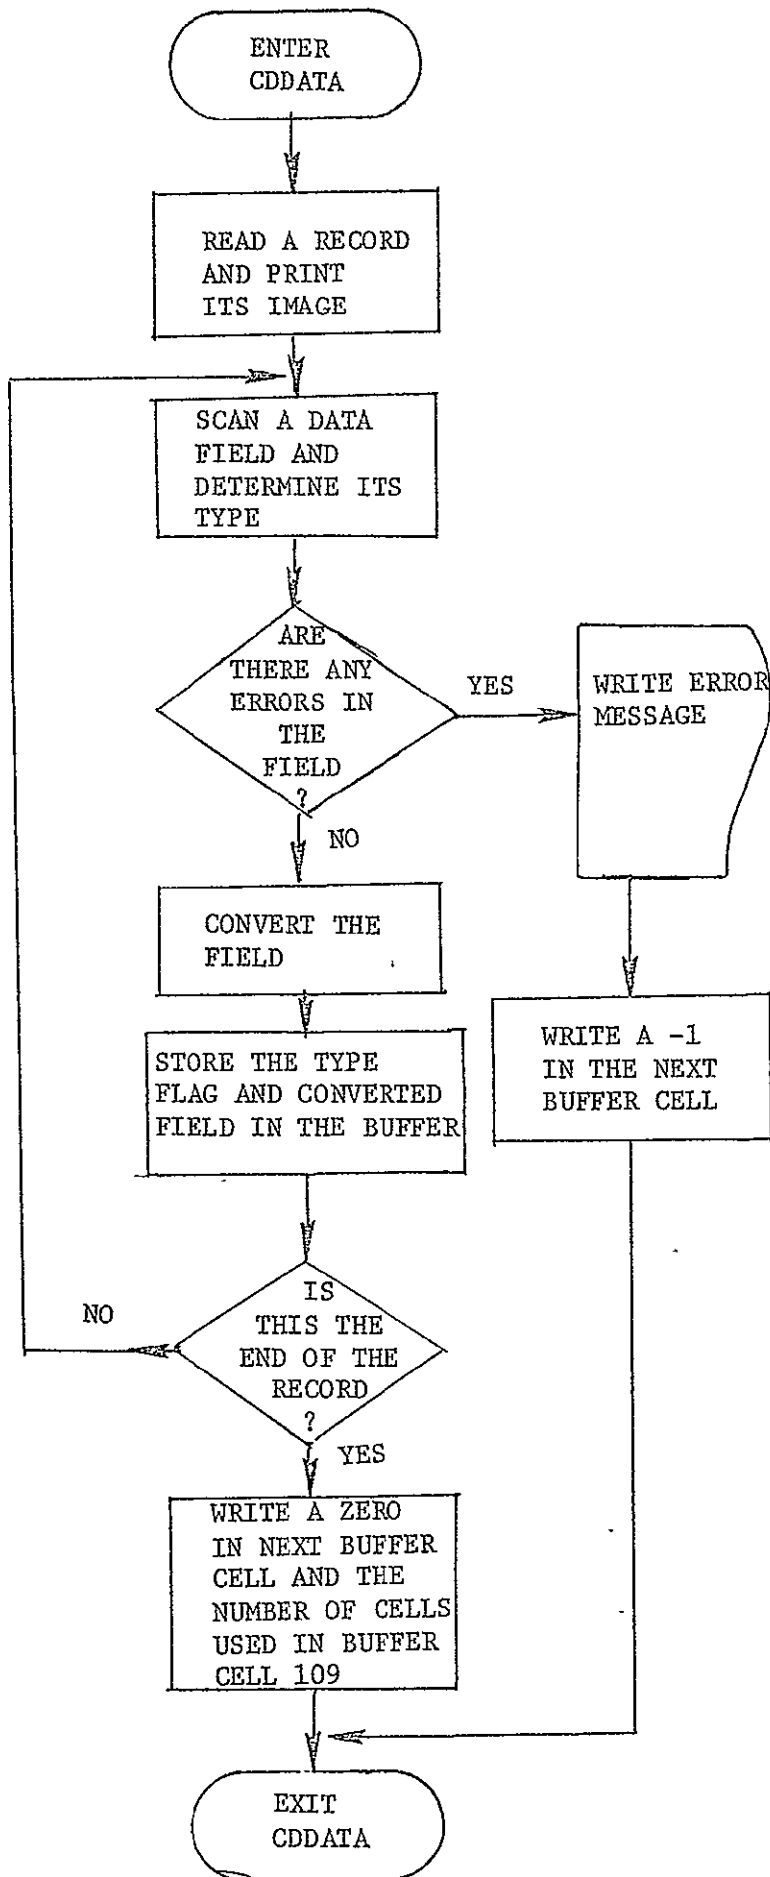 ENTER
CDDATA
READ A RECORD
AND PRINT
ITS IMAGE
SCAN A DATA
FIELD AND
DETERMINE ITS
TYPE
ARE
THERE ANY
ERRORS IN
THE
FIELD
?
YES
WRITE ERROR
MESSAGE
NO
CONVERT THE
FIELD
WRITE A -1
IN THE NEXT
BUFFER CELL
STORE THE TYPE
FLAG AND CONVERTED
FIELD IN THE BUFFER
IS
THIS THE
END OF THE
RECORD
?
NO
YES
WRITE A ZERO
IN NEXT BUFFER
CELL AND THE
NUMBER OF CELLS
USED IN BUFFER
CELL 109
EXIT
CDDATA